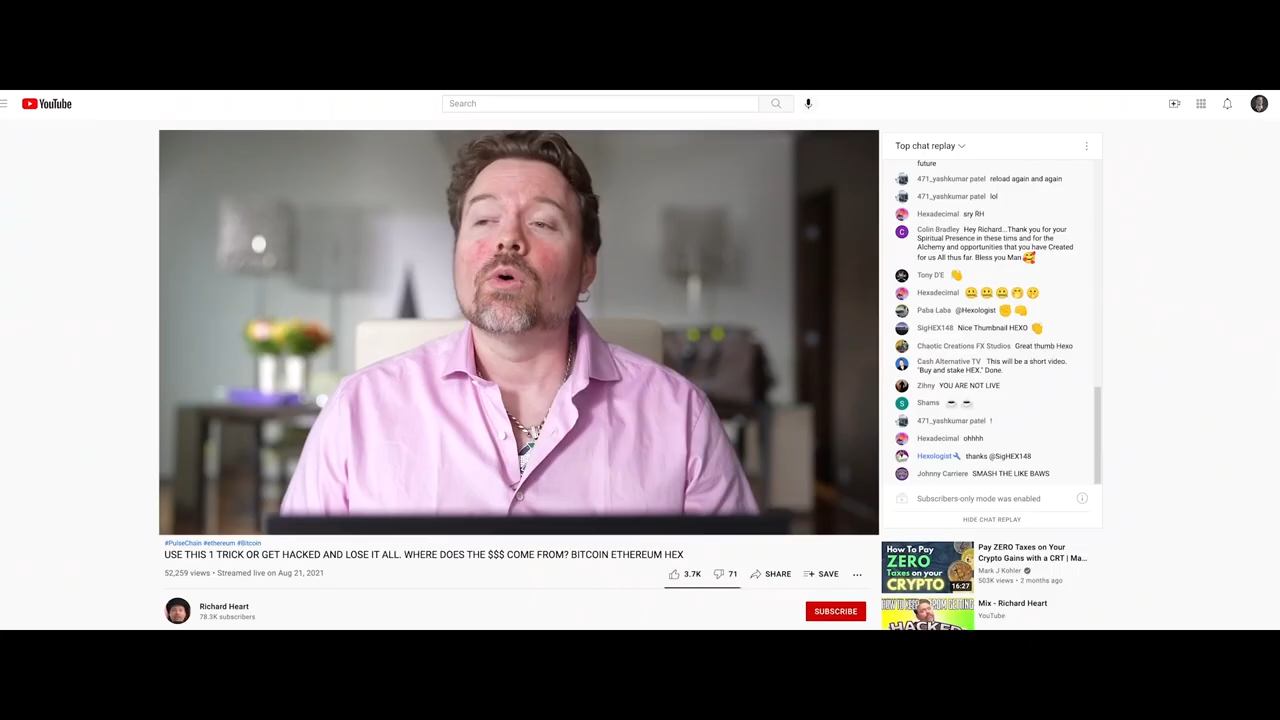 YouTube
Search
Top chat replay
future
471_yashkumar patel reload again and again
471_yashkumar patel lol
Hexadecimal sry RH
Colin Bradley Hey Richard...Thank you for your
Spiritual Presence in these tims and for the
Alchemy and opportunities that you have Created
for us All thus far. Bless you Man 🥰
Tony D'E 👏
Hexadecimal 🤐🤐🤐🤭🤭
Paba Laba @Hexologist ✊👊
SigHEX148 Nice Thumbnail HEXO 👏
Chaotic Creations FX Studios Great thumb Hexo
Cash Alternative TV This will be a short video.
"Buy and stake HEX." Done.
Zlhny YOU ARE NOT LIVE
S
Shams ☕ ☕
471_yashkumar patel !
Hexadecimal ohhhh
Hexologist thanks @SigHEX148
Johnny Carriere SMASH THE LIKE BAWS
Subscribers-only mode was enabled
HIDE CHAT REPLAY
#PulseChain #ethereum #Bitcoin
USE THIS 1 TRICK OR GET HACKED AND LOSE IT ALL. WHERE DOES THE $$$ COME FROM? BITCOIN ETHEREUM HEX
52,259 views • Streamed live on Aug 21, 2021
3.7K 71 SHARE SAVE ...
Richard Heart
78.3K subscribers
SUBSCRIBE
How To Pay
ZERO
Taxes on your
CRYPTO
16:27
Pay ZERO Taxes on Your
Crypto Gains with a CRT | Ma...
Mark J Kohler
503K views • 2 months ago
HACKED
Mix - Richard Heart
YouTube